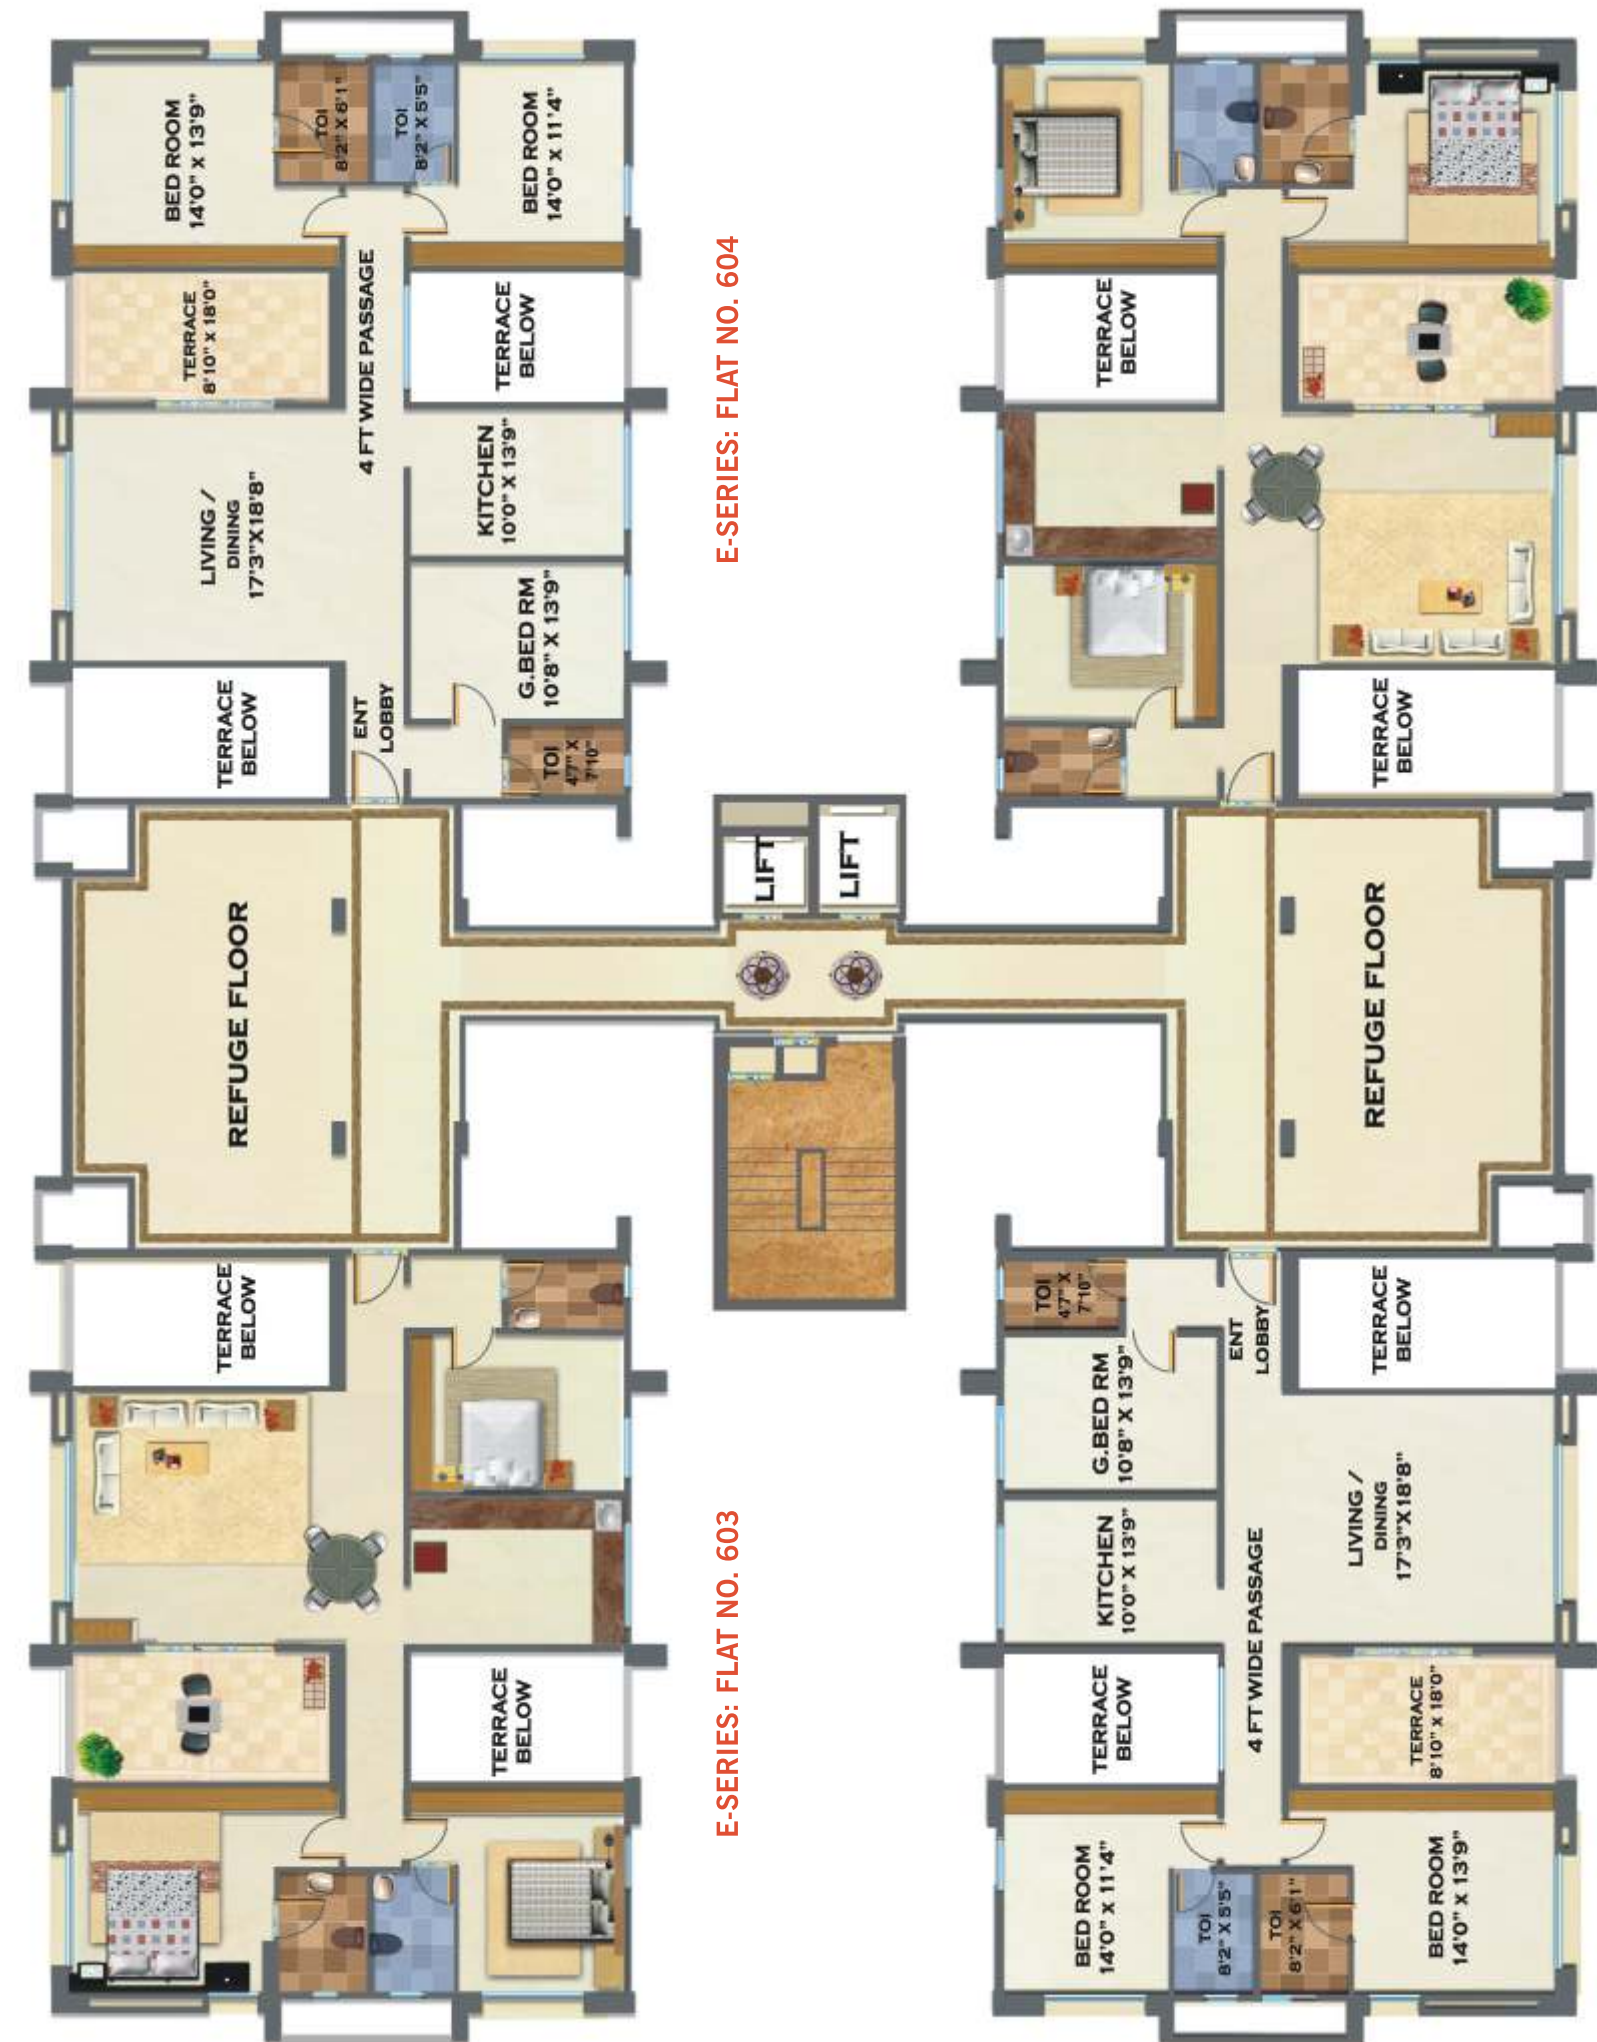 BED ROOM
14'0" X 13'9"
TOI
8'2" X 6'1"
TOI
8'2" X 5'5"
BED ROOM
14'0" X 11'4"
TERRACE
8'10" x 18'0"
4 FT WIDE PASSAGE
TERRACE
BELOW
LIVING /
DINING
17'3"X18'8"
KITCHEN
10'0" X 13'9"
G.BED RM
10'8" X 13'9"
TERRACE
BELOW
ENT
LOBBY
TOI
4'7" X
7'10"
E-SERIES: FLAT NO. 604
TERRACE
BELOW
TERRACE
BELOW
LIFT
LIFT
REFUGE FLOOR
REFUGE FLOOR
TERRACE
BELOW
TERRACE
BELOW
E-SERIES: FLAT NO. 603
TOI
4'7" X
7'10"
ENT
LOBBY
TERRACE
BELOW
G.BED RM
10'8" X 13'9"
KITCHEN
10'0" X 13'9"
LIVING /
DINING
17'3"X18'8"
4 FT WIDE PASSAGE
TERRACE
BELOW
TERRACE
8'10" x 18'0"
BED ROOM
14'0" X 11'4"
TOI
8'2" X 5'5"
TOI
8'2" X 6'1"
BED ROOM
14'0" X 13'9"